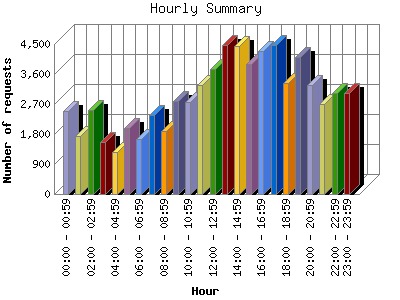 Hourly Summary
Number of requests
4,500
3,600
2,700
1,800
900
0
00:00 - 00:59
02:00 - 02:59
04:00 - 04:59
06:00 - 06:59
08:00 - 08:59
10:00 - 10:59
12:00 - 12:59
14:00 - 14:59
16:00 - 16:59
18:00 - 18:59
20:00 - 20:59
22:00 - 22:59
23:00 - 23:59
Hour